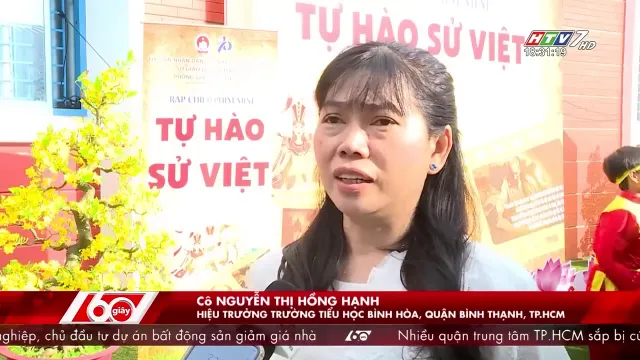 HTV7 HD
18:31:19
TỰ HÀO SỬ VIỆT
TỰ HÀO
SỬ VIỆT
60 giây
Cô NGUYỄN THỊ HỒNG HẠNH
HIỆU TRƯỞNG TRƯỜNG TIỂU HỌC BÌNH HÒA, QUẬN BÌNH THẠNH, TP.HCM
nghiệp, chủ đầu tư dự án bất động sản giảm giá nhà
Nhiều quận trung tâm TP.HCM sắp bị c